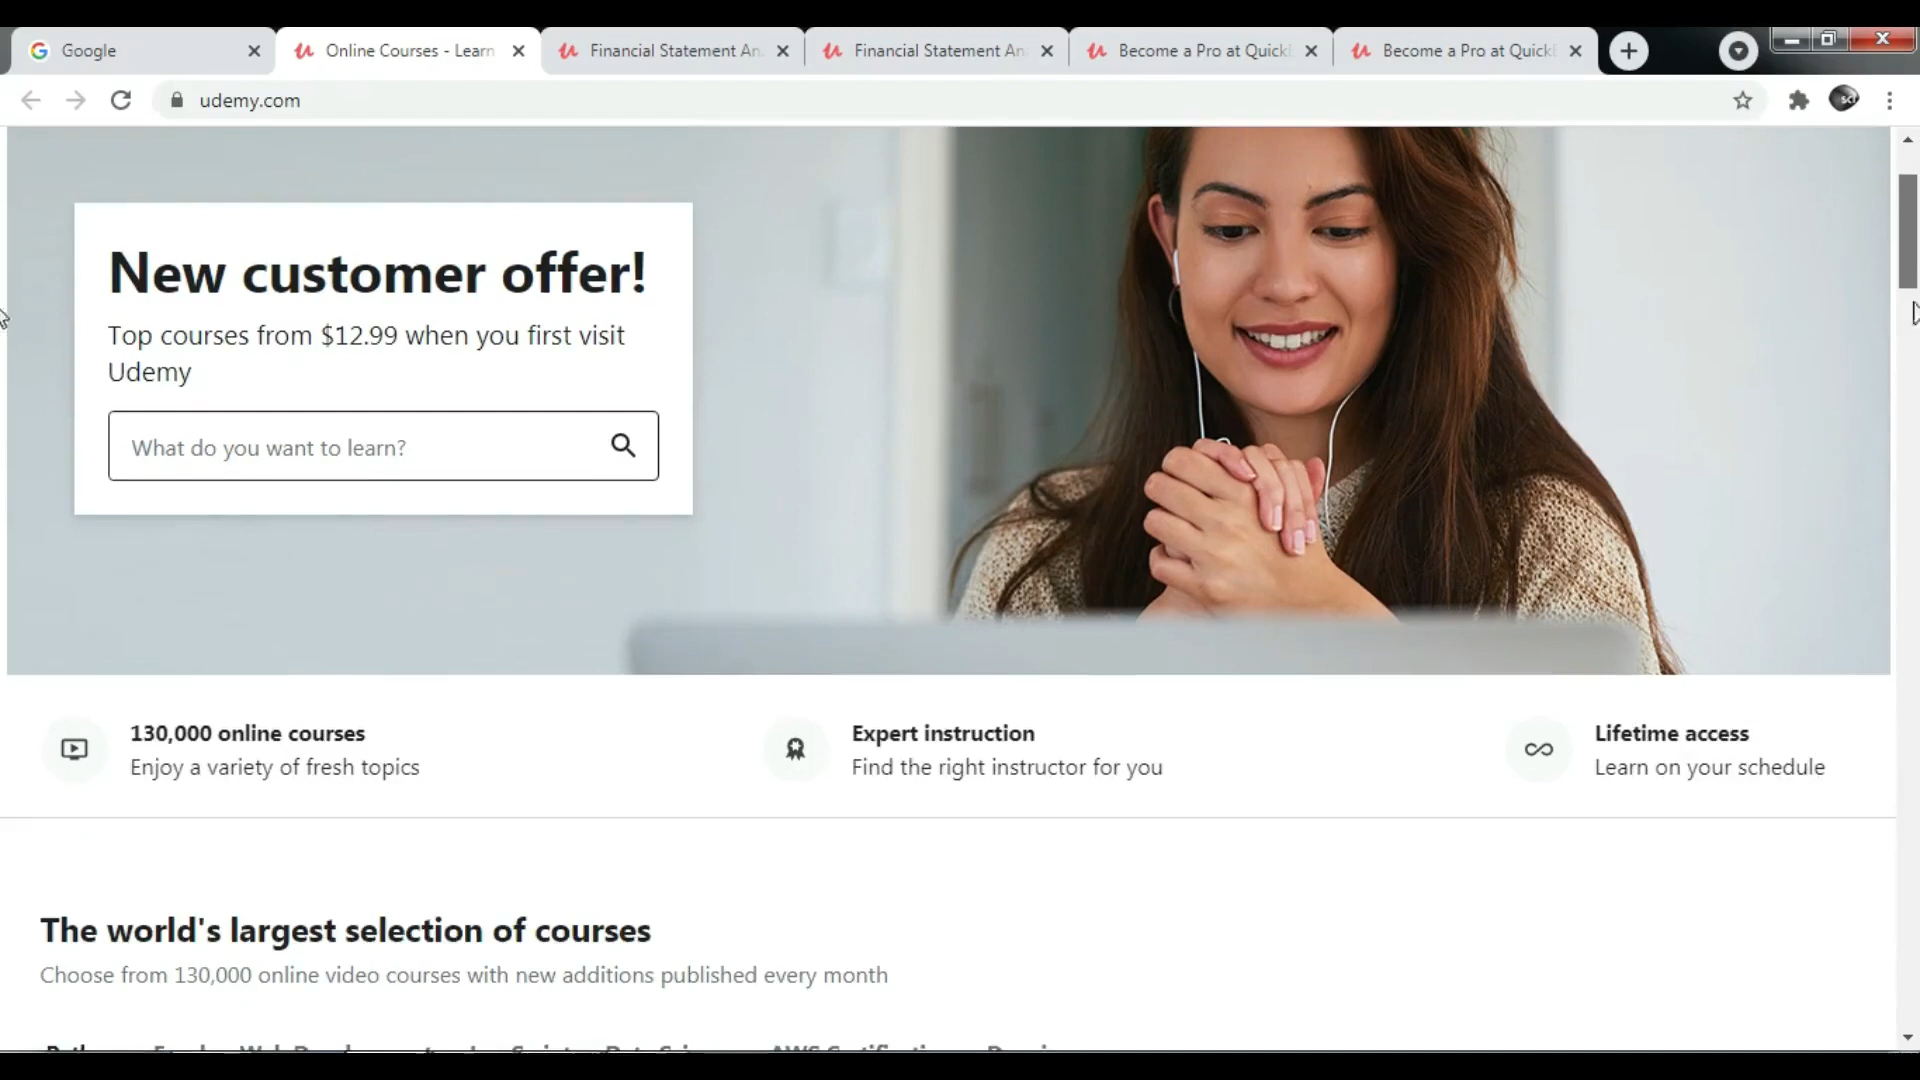 Google
Online Courses - Learn
Financial Statement An
Financial Statement An
Become a Pro at Quick
Become a Pro at Quick
udemy.com
New customer offer!
Top courses from $12.99 when you first visit
Udemy
What do you want to learn?
130,000 online courses
Enjoy a variety of fresh topics
Expert instruction
Find the right instructor for you
Lifetime access
Learn on your schedule
The world's largest selection of courses
Choose from 130,000 online video courses with new additions published every month